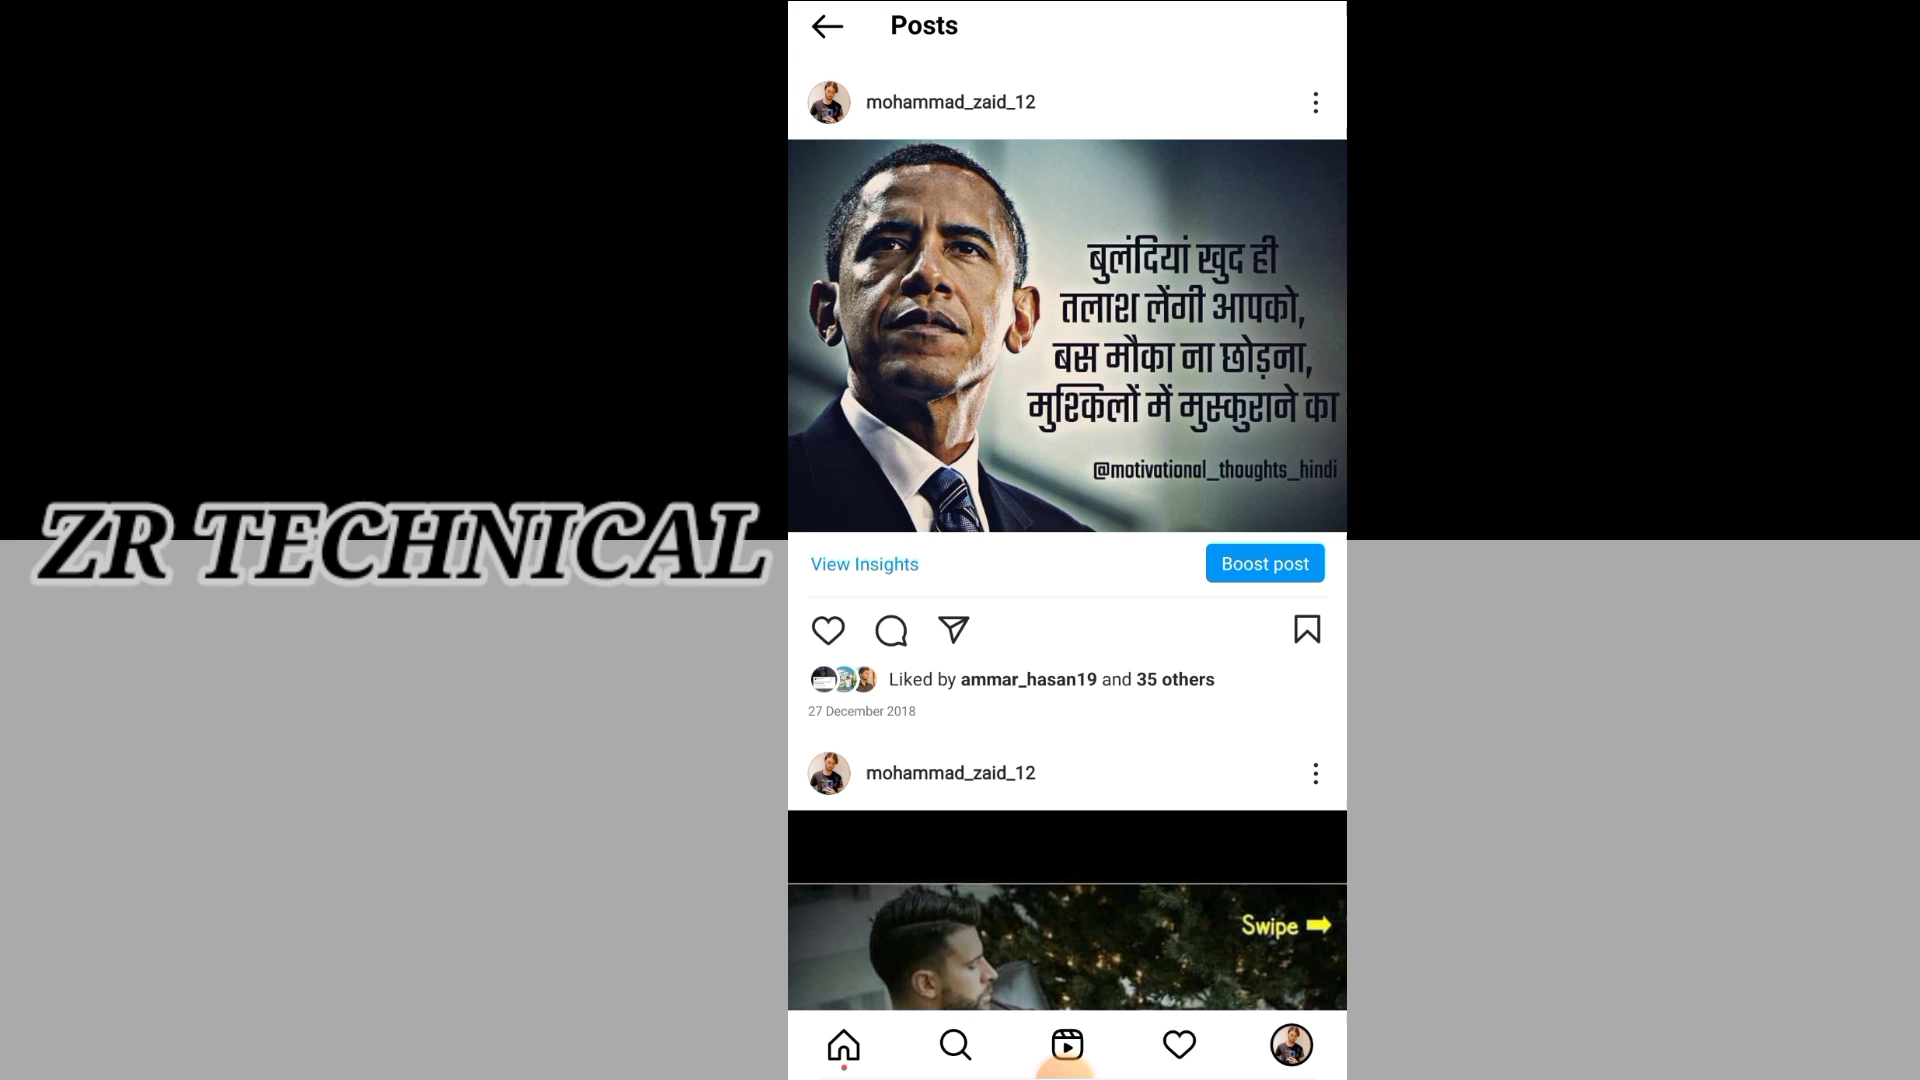 Posts
mohammad_zaid_12
बुलंदियां खुद ही
तलाश लेंगी आपको,
बस मौका ना छोड़ना,
मुश्किलों में मुस्कुराने का
@motivational_thoughts_hindi
ZR TECHNICAL
View Insights
Boost post
Liked by ammar_hasan19 and 35 others
27 December 2018
mohammad_zaid_12
Swipe